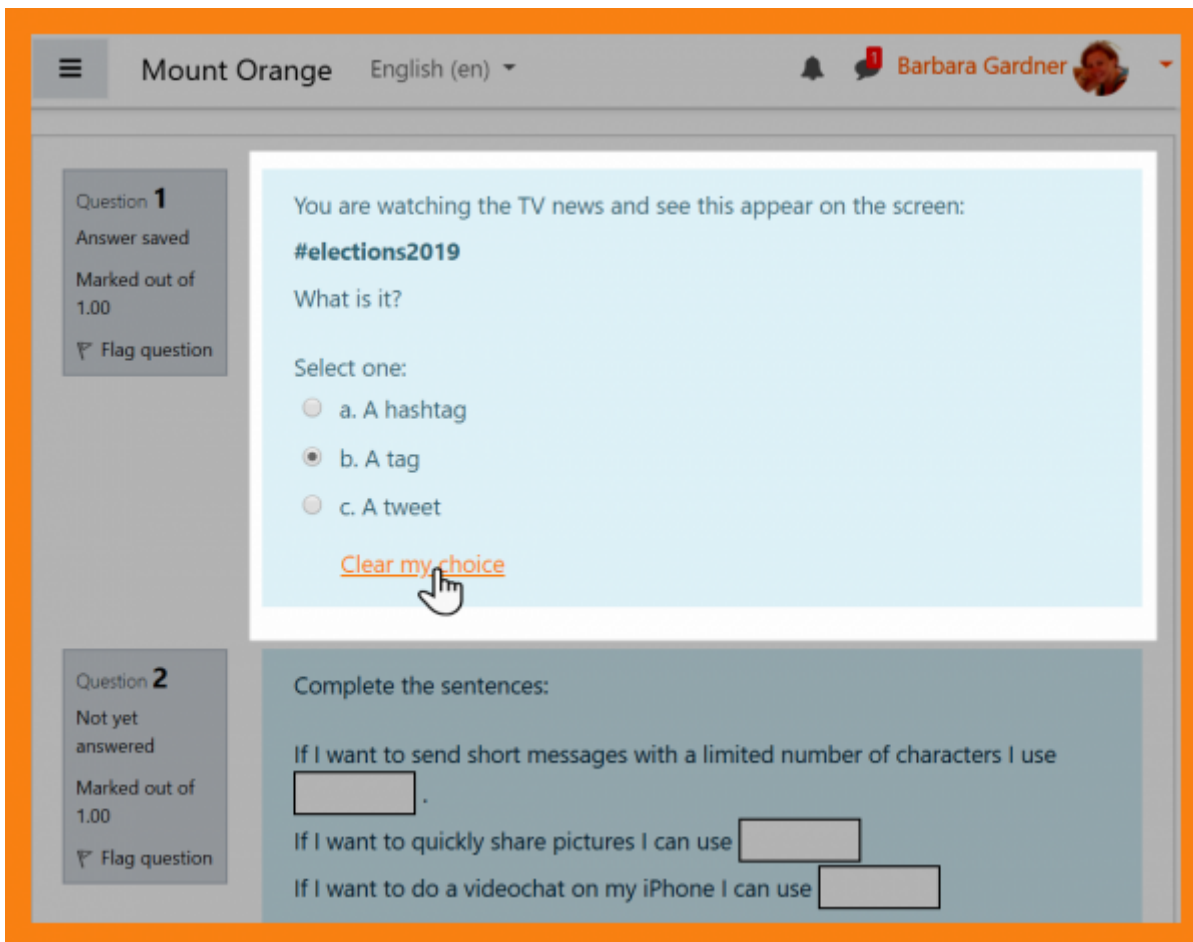 Mount Orange English (en) 1 Barbara Gardner
Question 1
Answer saved
Marked out of
1.00
Flag question
You are watching the TV news and see this appear on the screen:
#elections2019
What is it?
Select one:
a. A hashtag
b. A tag
c. A tweet
Clear my choice
Question 2
Not yet
answered
Marked out of
1.00
Flag question
Complete the sentences:
If I want to send short messages with a limited number of characters I use
.
If I want to quickly share pictures I can use
If I want to do a videochat on my iPhone I can use